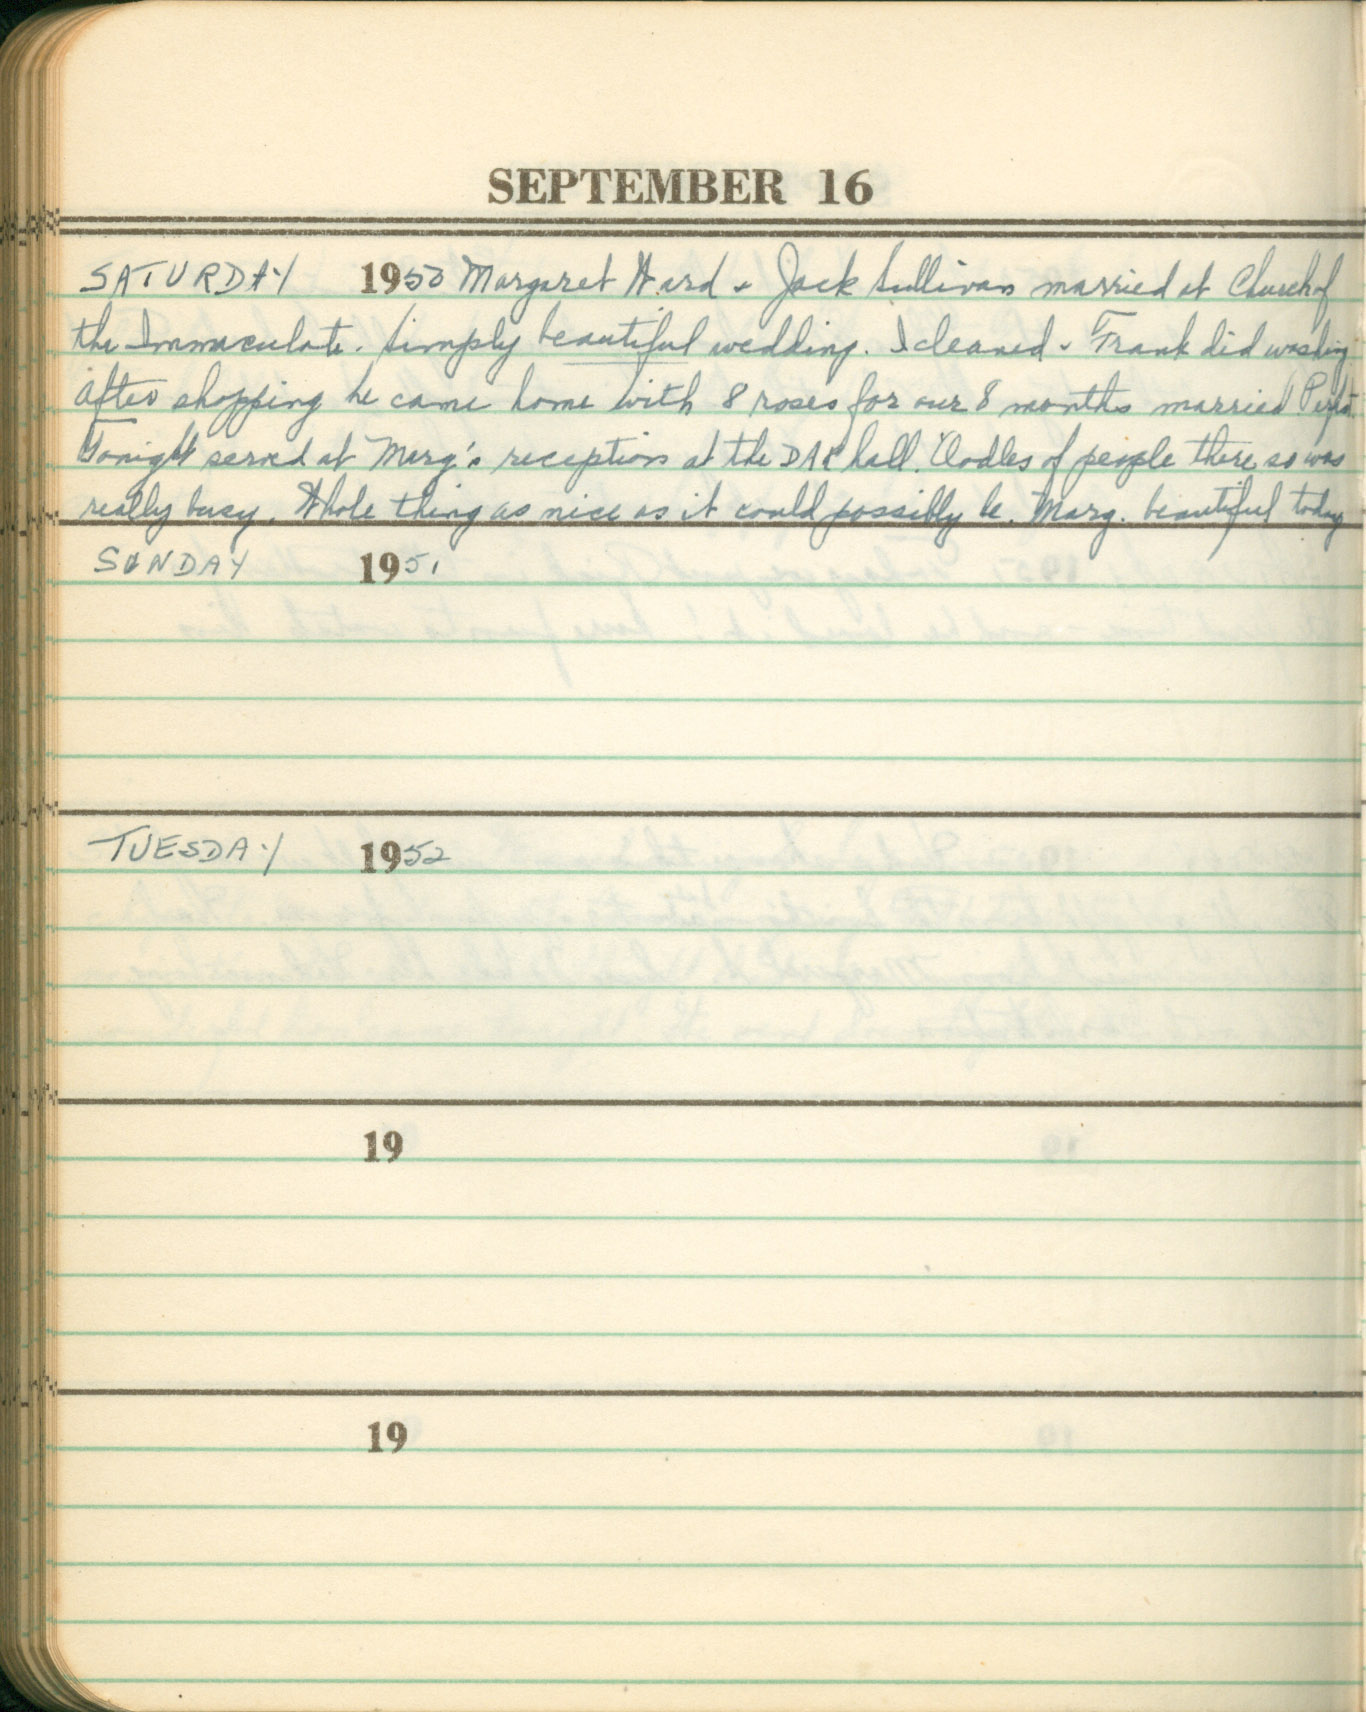 SEPTEMBER 16
SATURDAY 1950 Margaret Ward & Jack Sullivan married at Church of
the Immaculate. Simply beautiful wedding. I cleaned & Frank did washing
After shopping he came home with 8 roses for our 8 months married!
Tonight served at Marg's reception at the DAR hall. Oodles of people there so was
really busy. Whole thing as nice as it could possibly be. Marg. beautiful today
SUNDAY 1951
TUESDAY 1952
19
19